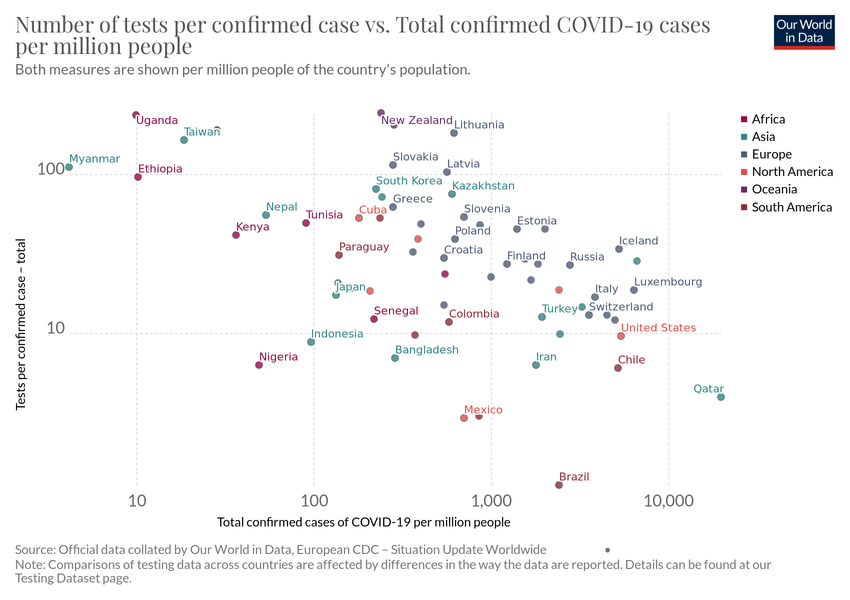 Number of tests per confirmed case vs. Total confirmed COVID-19 cases
per million people
Both measures are shown per million people of the country's population.
Our World
in Data
Uganda
New Zealand
Lithuania
Taiwan
Myanmar
100
Ethiopia
Slovakia
Latvia
South Korea
Kazakhstan
Nepal
Greece
Tunisia
Cuba
Slovenia
Kenya
Poland
Estonia
Paraguay
Croatia
Finland
Russia
Iceland
Japan
Luxembourg
Italy
Senegal
Colombia
Turkey
Switzerland
10
Indonesia
United States
Nigeria
Bangladesh
Iran
Chile
Qatar
Mexico
Brazil
Africa
Asia
Europe
North America
Oceania
South America
Tests per confirmed case – total
10
100
1,000
10,000
Total confirmed cases of COVID-19 per million people
Source: Official data collated by Our World in Data, European CDC – Situation Update Worldwide
Note: Comparisons of testing data across countries are affected by differences in the way the data are reported. Details can be found at our
Testing Dataset page.